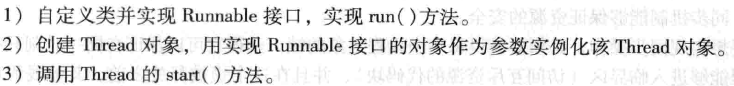 1）自定义类并实现 Runnable 接口，实现 run( )方法。
2）创建 Thread 对象，用实现 Runnable 接口的对象作为参数实例化该 Thread 对象。
3）调用 Thread 的 start( )方法。